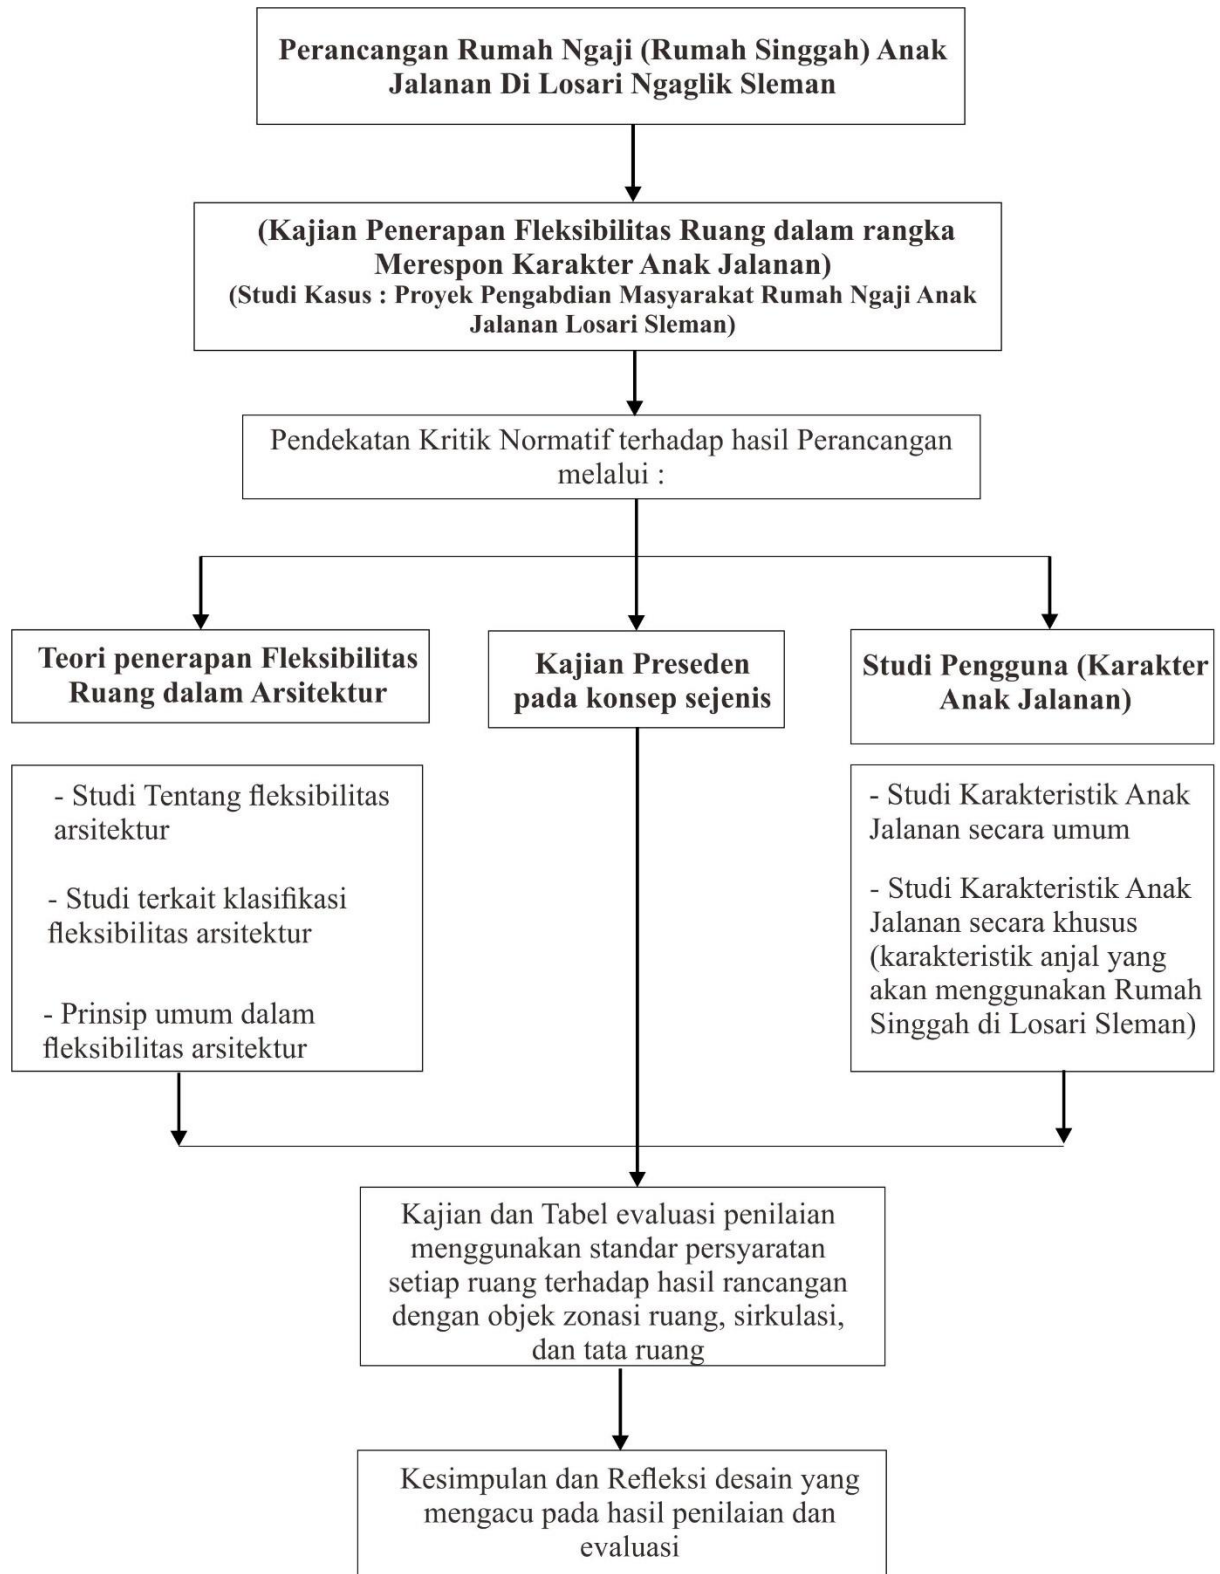 Perancangan Rumah Ngaji (Rumah Singgah) Anak
Jalanan Di Losari Ngaglik Sleman
(Kajian Penerapan Fleksibilitas Ruang dalam rangka
Merespon Karakter Anak Jalanan)
(Studi Kasus : Proyek Pengabdian Masyarakat Rumah Ngaji Anak
Jalanan Losari Sleman)
Pendekatan Kritik Normatif terhadap hasil Perancangan
melalui :
Teori penerapan Fleksibilitas
Ruang dalam Arsitektur
- Studi Tentang fleksibilitas
arsitektur
- Studi terkait klasifikasi
fleksibilitas arsitektur
- Prinsip umum dalam
fleksibilitas arsitektur
Kajian Preseden
pada konsep sejenis
Studi Pengguna (Karakter
Anak Jalanan)
- Studi Karakteristik Anak
Jalanan secara umum
- Studi Karakteristik Anak
Jalanan secara khusus
(karakteristik anjal yang
akan menggunakan Rumah
Singgah di Losari Sleman)
Kajian dan Tabel evaluasi penilaian
menggunakan standar persyaratan
setiap ruang terhadap hasil rancangan
dengan objek zonasi ruang, sirkulasi,
dan tata ruang
Kesimpulan dan Refleksi desain yang
mengacu pada hasil penilaian dan
evaluasi